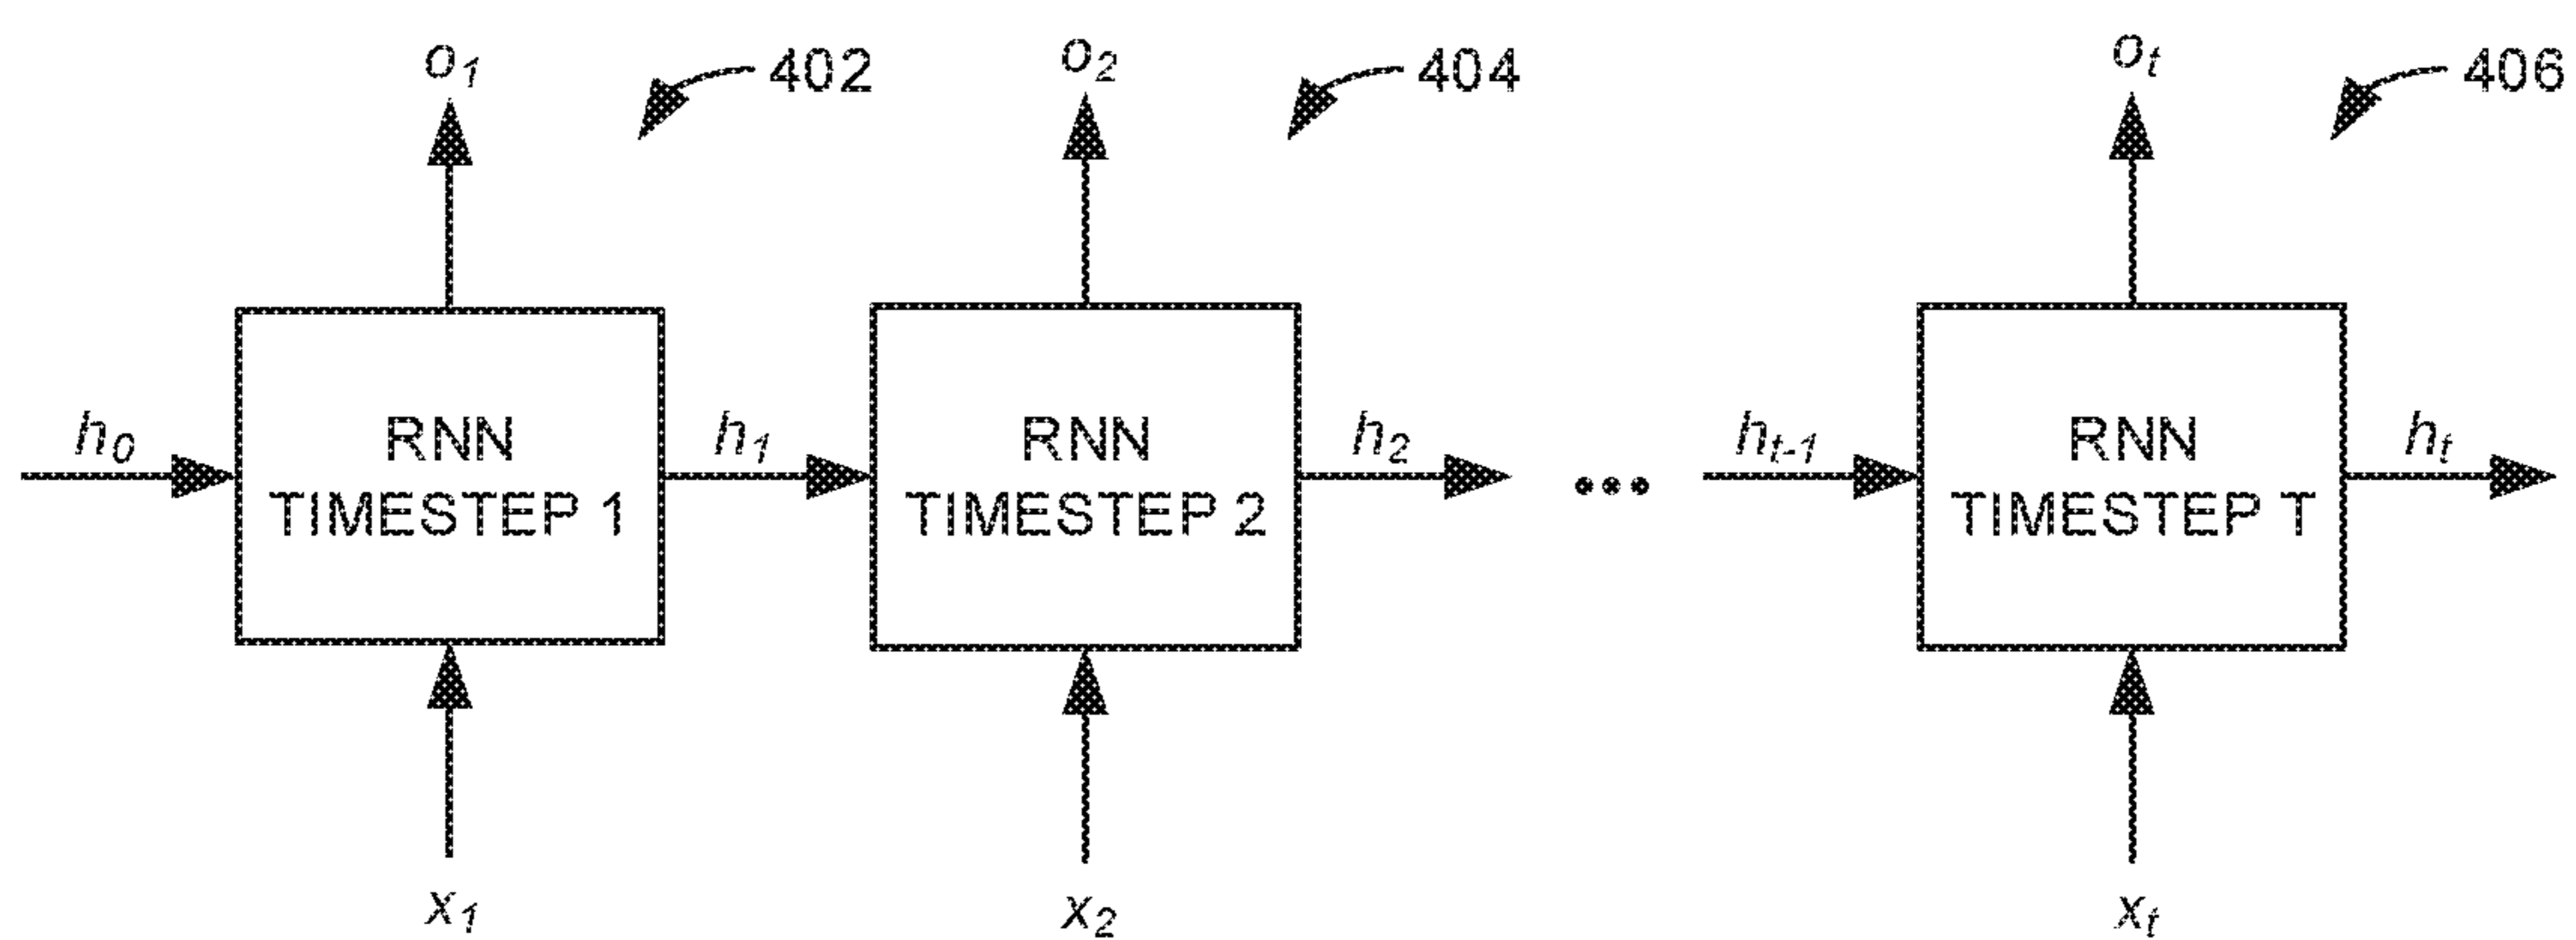 o1
402
o2
404
ot
406
h0
RNN
TIMESTEP 1
h1
RNN
TIMESTEP 2
h2
...
ht-1
RNN
TIMESTEP T
ht
x1
x2
xt